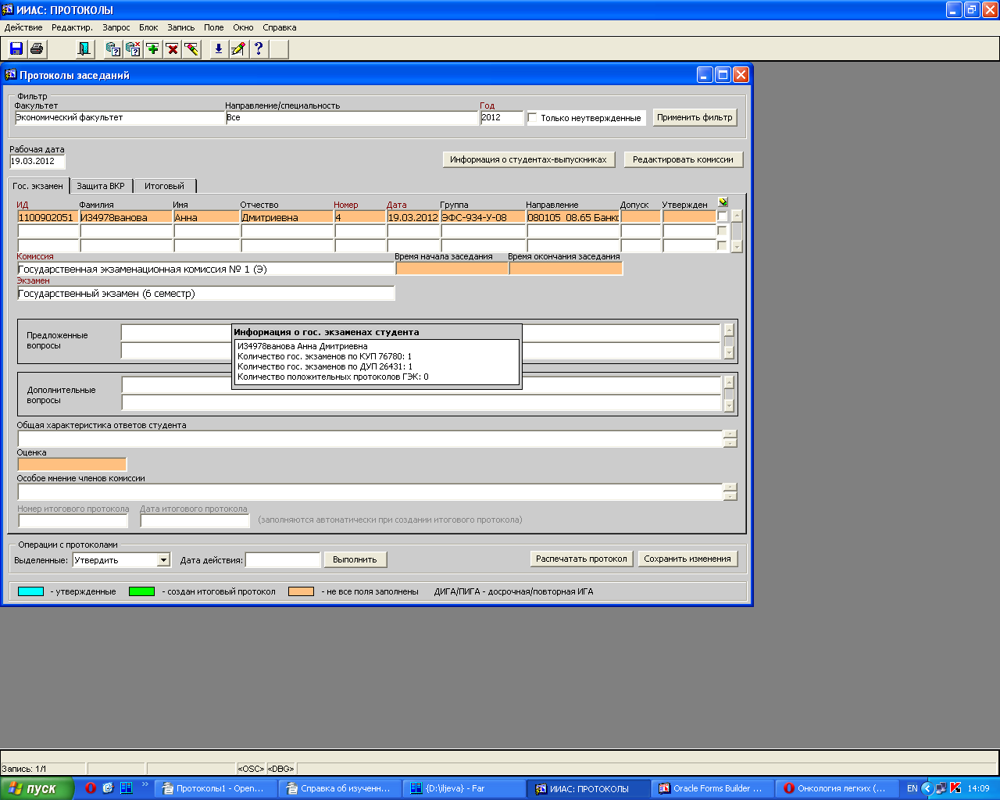 ИИАС: ПРОТОКОЛЫ
Действие Редактир. Запрос Блок Запись Поле Окно Справка
Протоколы заседаний
Фильтр
Факультет Направление/специальность Год
Экономический факультет Все 2012 Только неутвержденные Применить фильтр
Рабочая дата
19.03.2012 Информация о студентах-выпускниках Редактировать комиссии
Гос. экзамен Защита ВКР Итоговый
ИД Фамилия Имя Отчество Номер Дата Группа Направление Допуск Утвержден
1100902051 И34978ванова Анна Дмитриевна 4 19.03.2012 ЭФС-934-У-08 080105 08.65 Банко
Комиссия Время начала заседания Время окончания заседания
Государственная экзаменационная комиссия № 1 (Э)
Экзамен
Государственный экзамен (6 семестр)
Предложенные вопросы
Информация о гос. экзаменах студента
И34978ванова Анна Дмитриевна
Количество гос. экзаменов по КУП 76780: 1
Количество гос. экзаменов по ДУП 26431: 1
Количество положительных протоколов ГЭК: 0
Дополнительные вопросы
Общая характеристика ответов студента
Оценка
Особое мнение членов комиссии
Номер итогового протокола Дата итогового протокола
(заполняются автоматически при создании итогового протокола)
Операции с протоколами
Выделенные: Утвердить Дата действия: Выполнить Распечатать протокол Сохранить изменения
- утвержденные - создан итоговый протокол - не все поля заполнены ДИГА/ПИГА - досрочная/повторная ИГА
Запись: 1/1 <OSC> <DBG>
пуск Протоколы1 - Open... Справка об изученн... {D:\iljeva} - Far ИИАС: ПРОТОКОЛЫ Oracle Forms Builder ... Онкология легких (... EN 14:09